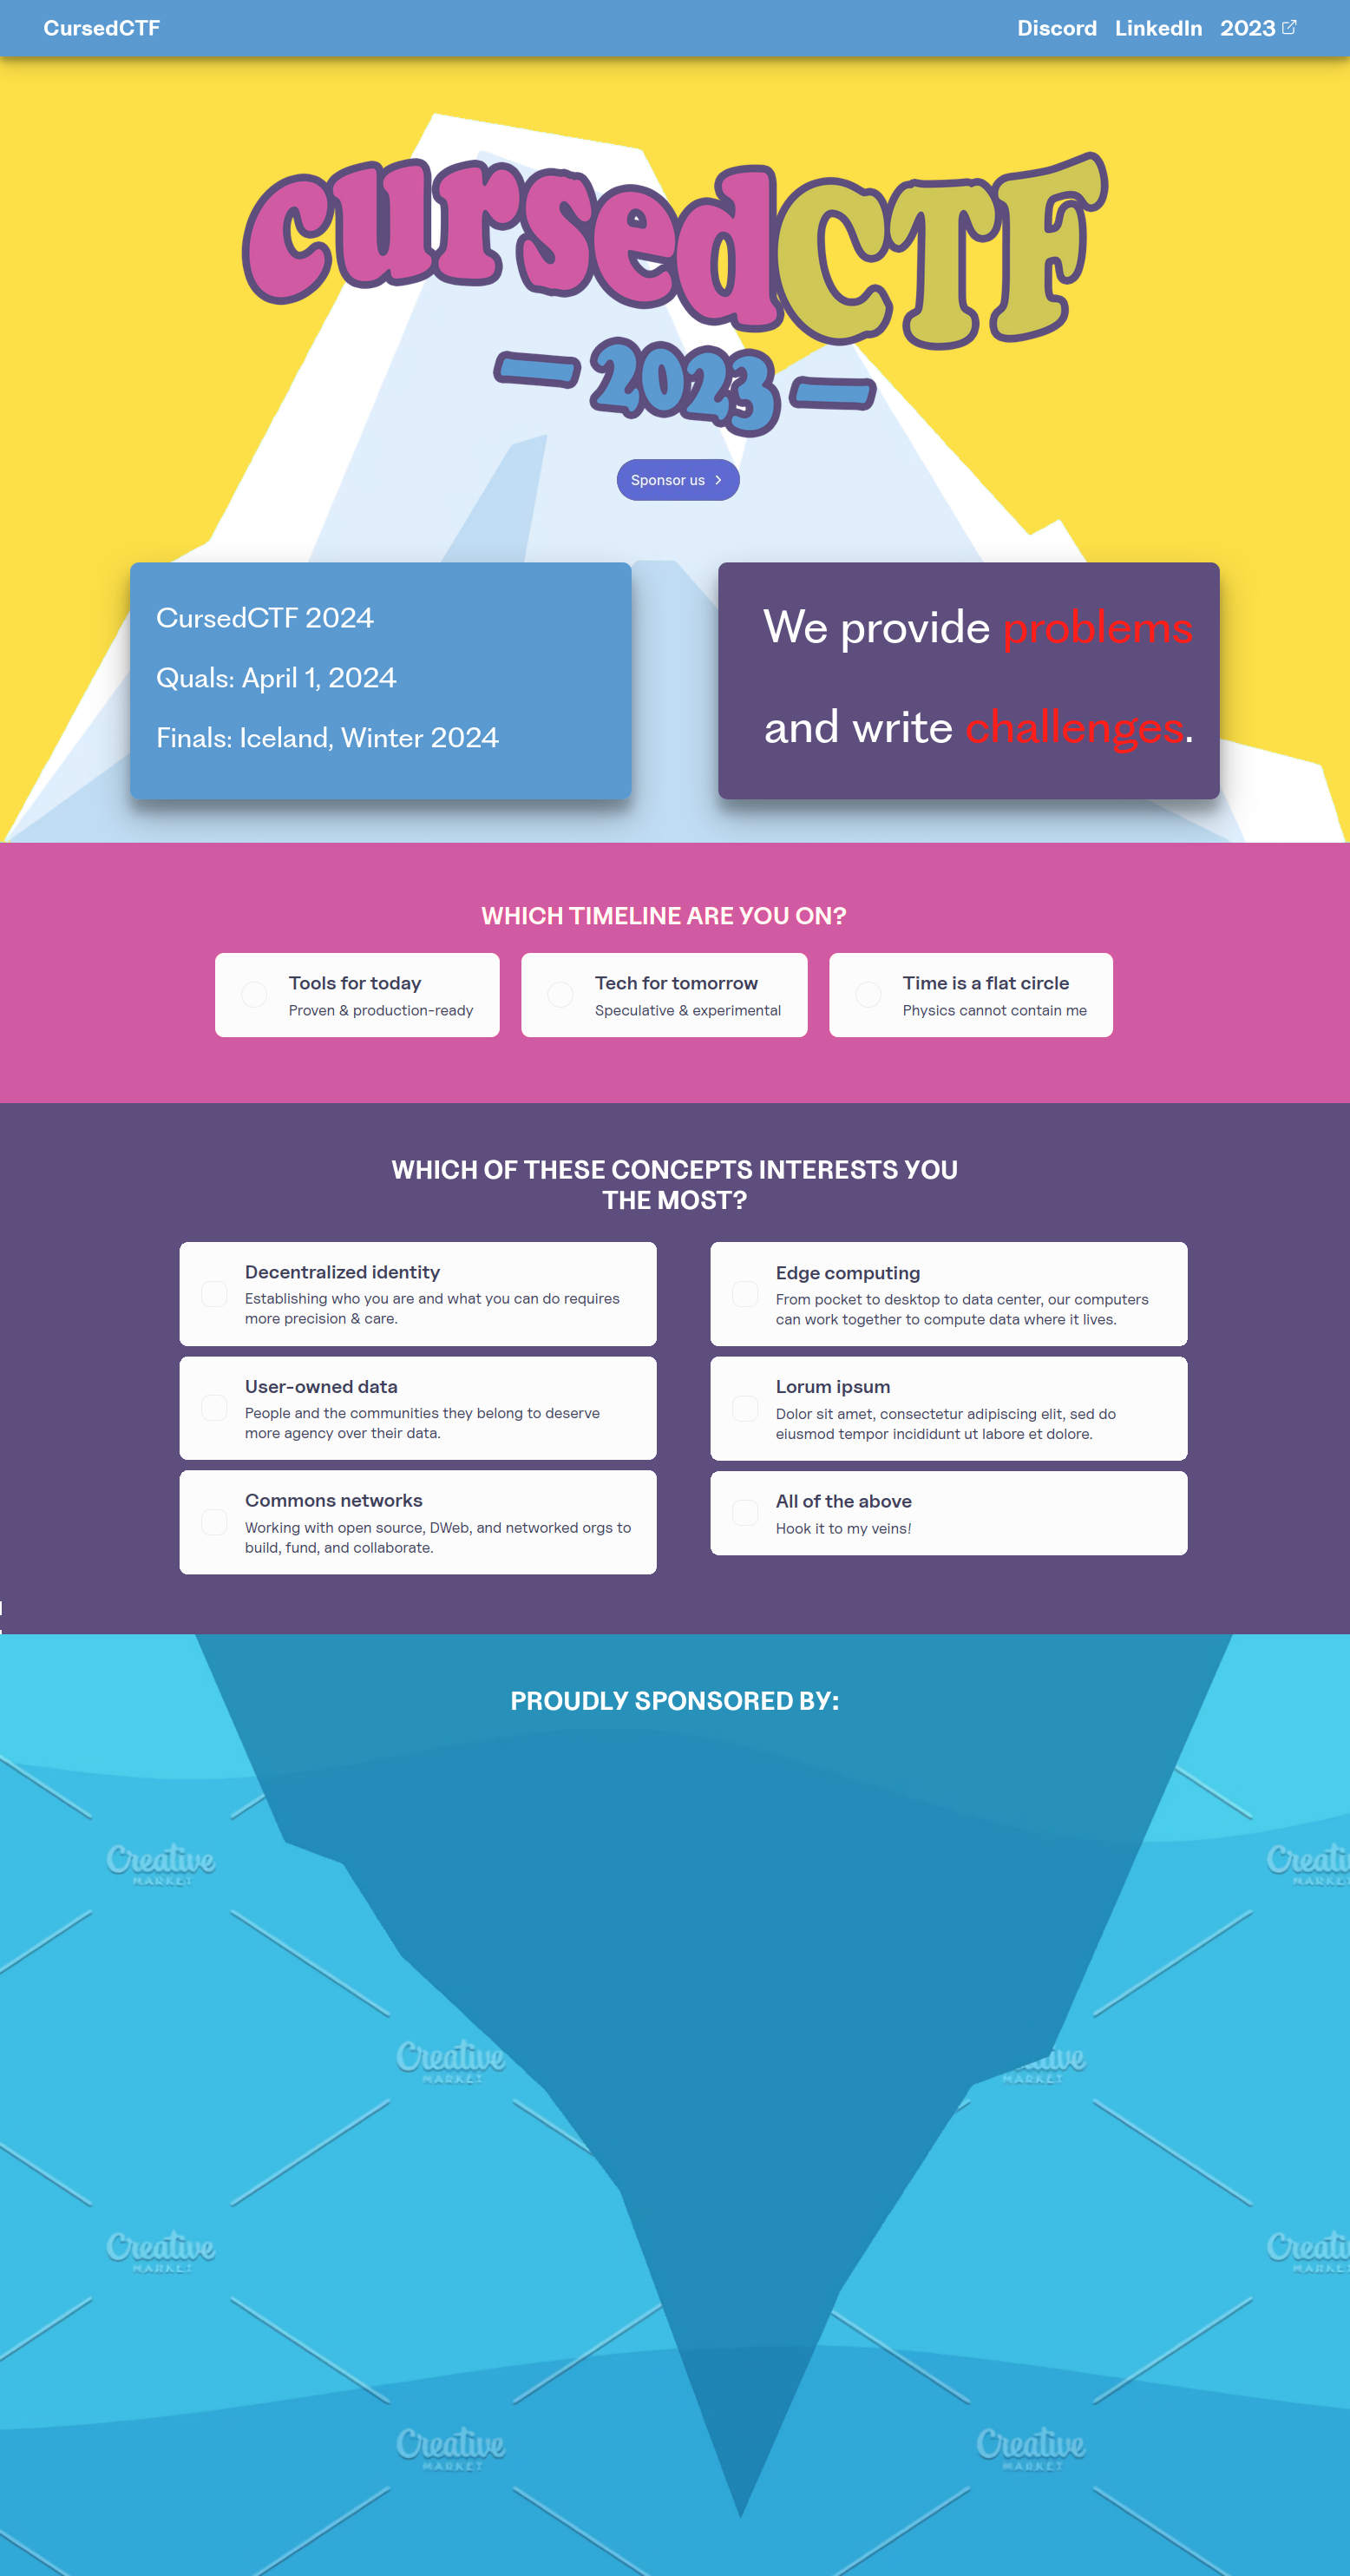 CursedCTF
Discord LinkedIn 2023
cursedCTF
— 2023 —
Sponsor us
CursedCTF 2024
Quals: April 1, 2024
Finals: Iceland, Winter 2024
We provide problems
and write challenges.
WHICH TIMELINE ARE YOU ON?
Tools for today
Proven & production-ready
Tech for tomorrow
Speculative & experimental
Time is a flat circle
Physics cannot contain me
WHICH OF THESE CONCEPTS INTERESTS YOU
THE MOST?
Decentralized identity
Establishing who you are and what you can do requires
more precision & care.
User-owned data
People and the communities they belong to deserve
more agency over their data.
Commons networks
Working with open source, DWeb, and networked orgs to
build, fund, and collaborate.
Edge computing
From pocket to desktop to data center, our computers
can work together to compute data where it lives.
Lorum ipsum
Dolor sit amet, consectetur adipiscing elit, sed do
eiusmod tempor incididunt ut labore et dolore.
All of the above
Hook it to my veins!
PROUDLY SPONSORED BY:
Creative
MARKET
Creati
MARKE
Creative
MARKET
ative
MARKET
Creative
MARKET
Creati
MARKE
Creative
MARKET
Creative
MARKET